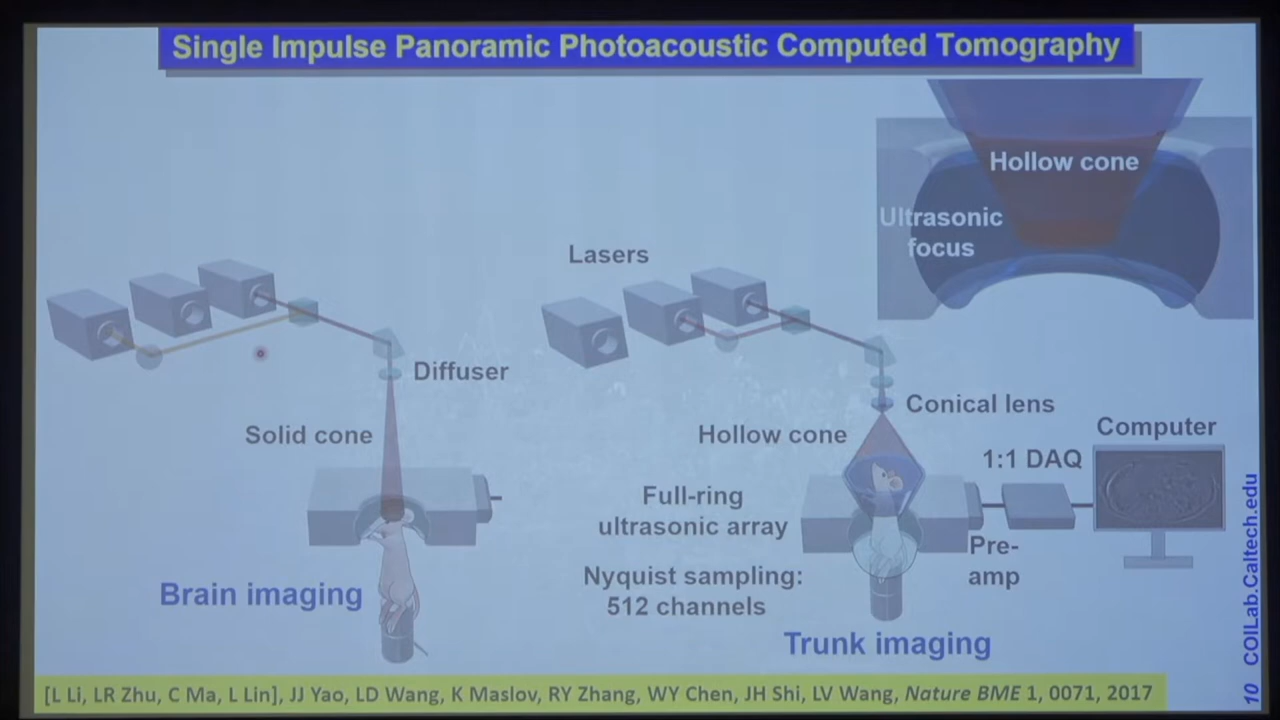 Single Impulse Panoramic Photoacoustic Computed Tomography
Hollow cone
Ultrasonic
focus
Lasers
Diffuser
Solid cone
Brain imaging
Conical lens
Hollow cone
Computer
1:1 DAQ
Full-ring
ultrasonic array
Pre-
amp
Nyquist sampling:
512 channels
Trunk imaging
[L Li, LR Zhu, C Ma, L Lin], JJ Yao, LD Wang, K Maslov, RY Zhang, WY Chen, JH Shi, LV Wang, Nature BME 1, 0071, 2017
10 COILab.Caltech.edu